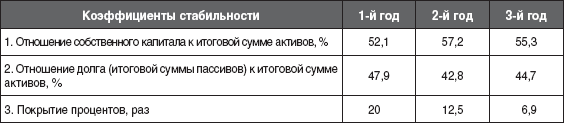 Коэффициенты стабильности 1-й год 2-й год 3-й год
1. Отношение собственного капитала к итоговой сумме активов, % 52,1 57,2 55,3
2. Отношение долга (итоговой суммы пассивов) к итоговой сумме
активов, % 47,9 42,8 44,7
3. Покрытие процентов, раз 20 12,5 6,9